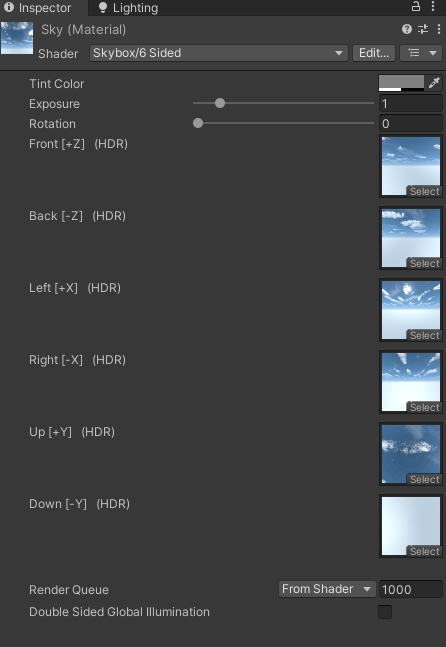 Inspector Lighting
Sky (Material)
Shader Skybox/6 Sided Edit...
Tint Color
Exposure 1
Rotation 0
Front [+Z] (HDR)
Select
Back [-Z] (HDR)
Select
Left [+X] (HDR)
Select
Right [-X] (HDR)
Select
Up [+Y] (HDR)
Select
Down [-Y] (HDR)
Select
Render Queue From Shader 1000
Double Sided Global Illumination